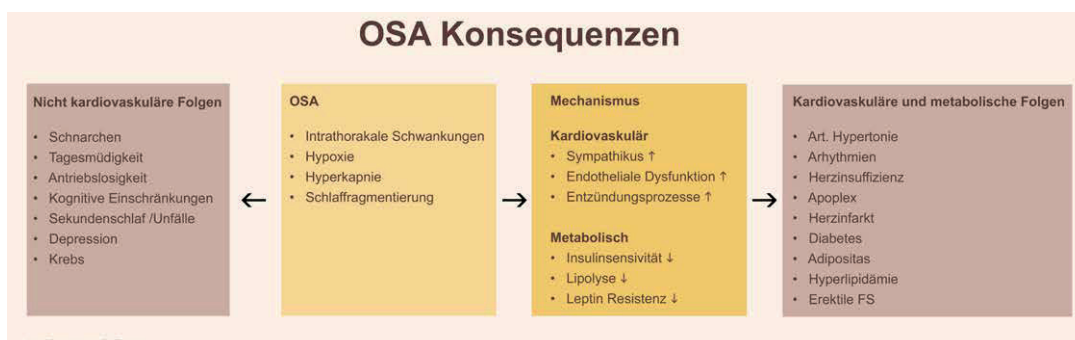 OSA Konsequenzen
Nicht kardiovaskuläre Folgen
• Schnarchen
• Tagesmüdigkeit
• Antriebslosigkeit
• Kognitive Einschränkungen
• Sekundenschlaf /Unfälle
• Depression
• Krebs
←
OSA
• Intrathorakale Schwankungen
• Hypoxie
• Hyperkapnie
• Schlaffragmentierung
→
Mechanismus
Kardiovaskulär
• Sympathikus ↑
• Endotheliale Dysfunktion ↑
• Entzündungsprozesse ↑
Metabolisch
• Insulinsensivität ↓
• Lipolyse ↓
• Leptin Resistenz ↓
→
Kardiovaskuläre und metabolische Folgen
• Art. Hypertonie
• Arhythmien
• Herzinsuffizienz
• Apoplex
• Herzinfarkt
• Diabetes
• Adipositas
• Hyperlipidämie
• Erektile FS